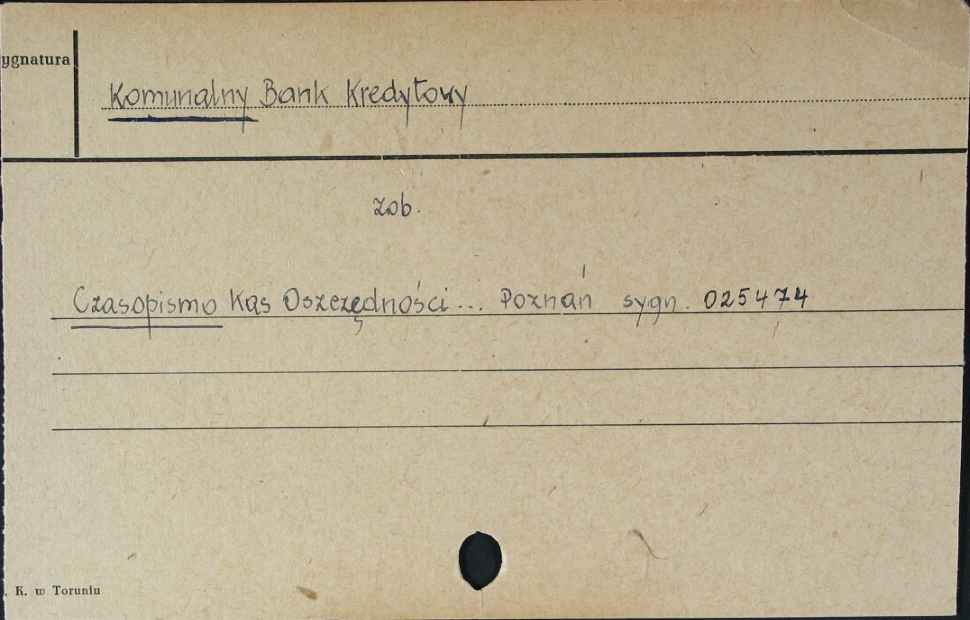 ygnatura
Komunalny Bank Kredytowy
zob.
Czasopismo Kas Oszczędności... Poznań sygn. 025474
. K. w Toruniu